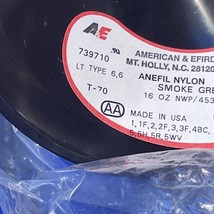 A&E
AMERICAN & EFIRD
739710
MT. HOLLY, N.C. 28120
LT TYPE 6,6
ANEFIL NYLON
SMOKE GRE
T-70
16 OZ NWP/453
AA
MADE IN USA
1,1F,2,2F,3,3F,4BC,
5,5H,5R,5WV